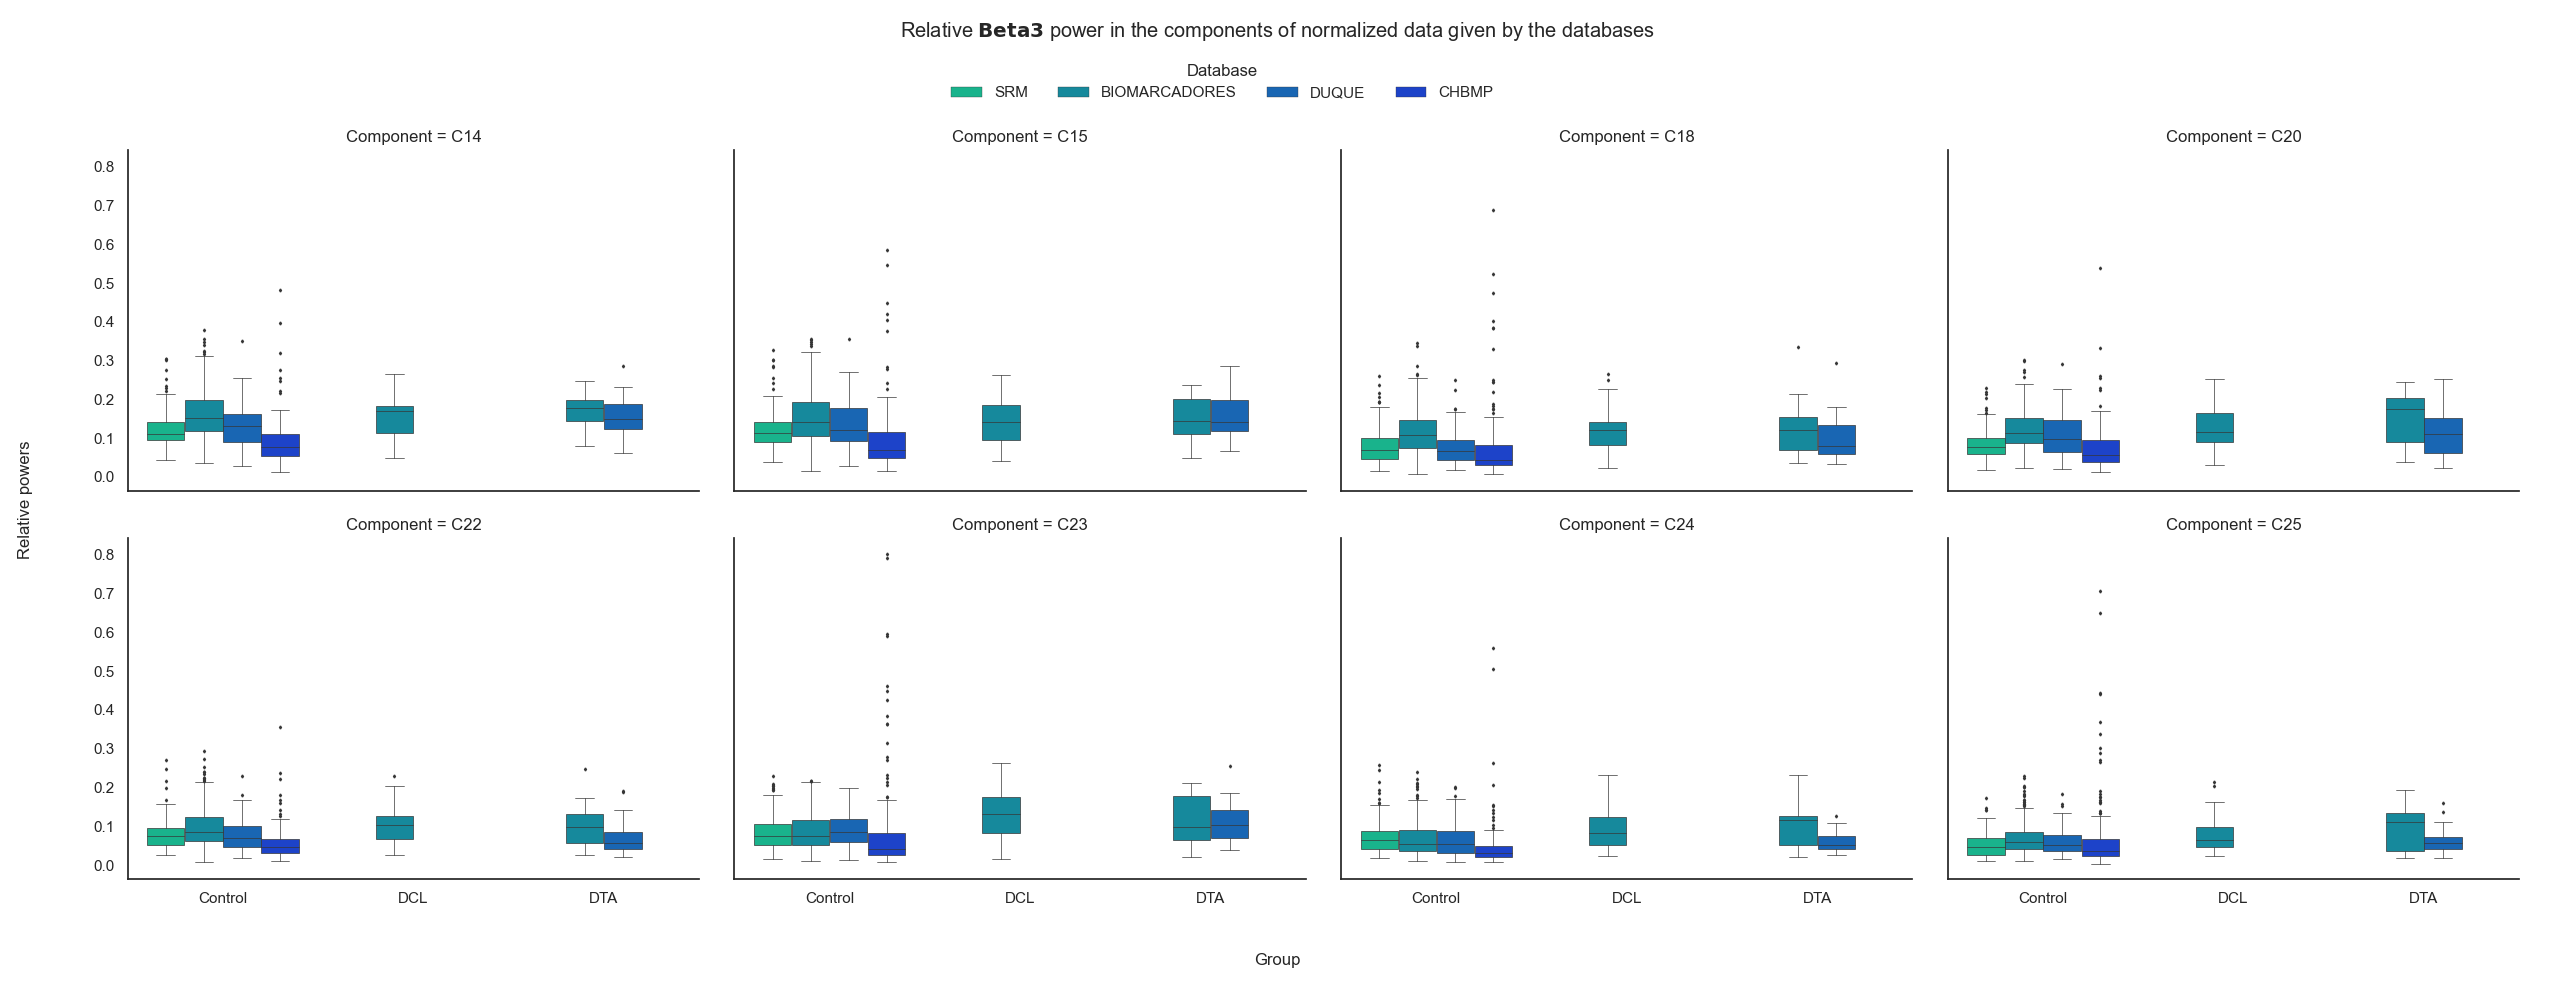 Relative Beta3 power in the components of normalized data given by the databases
Database
SRM BIOMARCADORES DUQUE CHBMP
Component = C14 Component = C15 Component = C18 Component = C20
0.8
0.7
0.6
0.5
0.4
0.3
0.2
0.1
0.0
Component = C22 Component = C23 Component = C24 Component = C25
0.8
0.7
0.6
0.5
0.4
0.3
0.2
0.1
0.0
Relative powers
Control DCL DTA Control DCL DTA Control DCL DTA Control DCL DTA
Group